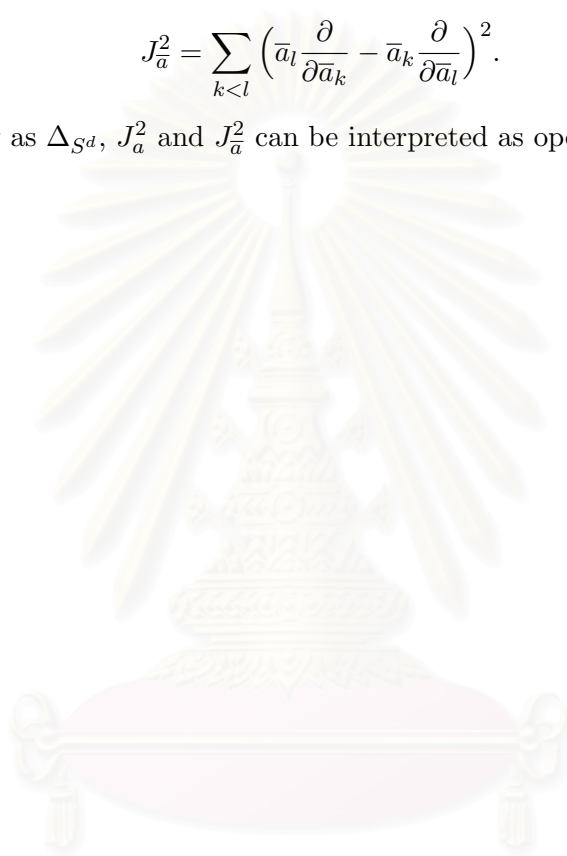 J_{\overline{a}}^2 = \sum_{k<l} \Big( \overline{a}_l \frac{\partial}{\partial \overline{a}_k} - \overline{a}_k \frac{\partial}{\partial \overline{a}_l} \Big)^2.
as \Delta_{S^d}, J_a^2 and J_{\overline{a}}^2 can be interpreted as